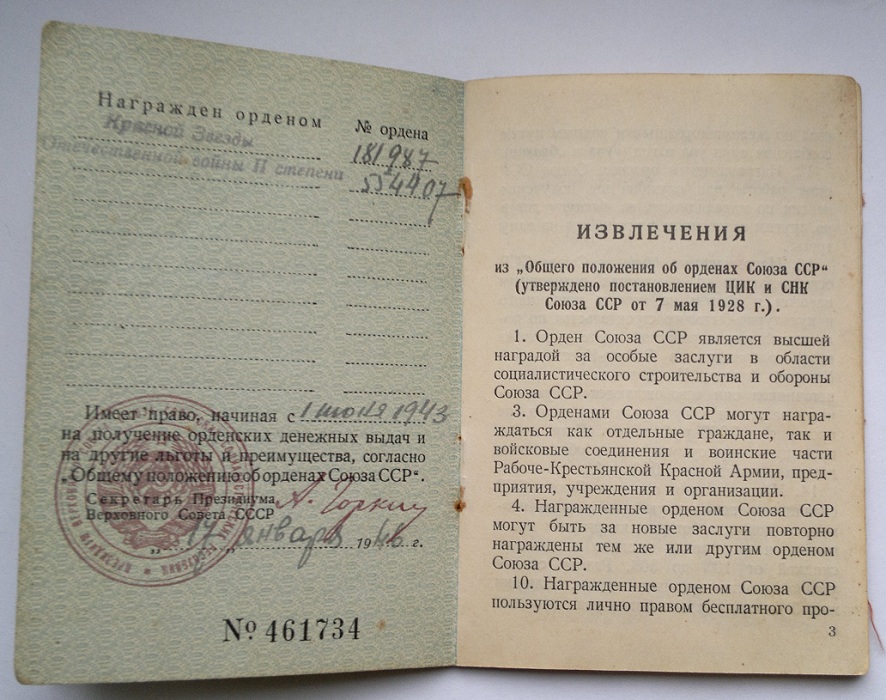 Награжден орденом № ордена
Красной Звезды 181987
Отечественной войны II степени 554407
Имеет право, начиная с 1 июня 1943
на получение орденских денежных выдач и
на другие льготы и преимущества, согласно
„Общему положению об орденах Союза ССР“.
Секретарь Президиума
Верховного Совета СССР А. Горкин
„17„ января 1946 г.
№ 461734
ИЗВЛЕЧЕНИЯ
из „Общего положения об орденах Союза ССР“
(утверждено постановлением ЦИК и СНК
Союза ССР от 7 мая 1928 г.).
1. Орден Союза ССР является высшей
наградой за особые заслуги в области
социалистического строительства и обороны
Союза ССР.
3. Орденами Союза ССР могут награ-
ждаться как отдельные граждане, так и
войсковые соединения и воинские части
Рабоче-Крестьянской Красной Армии, пред-
приятия, учреждения и организации.
4. Награжденные орденом Союза ССР
могут быть за новые заслуги повторно
награждены тем же или другим орденом
Союза ССР.
10. Награжденные орденом Союза ССР
пользуются лично правом бесплатного про-
3